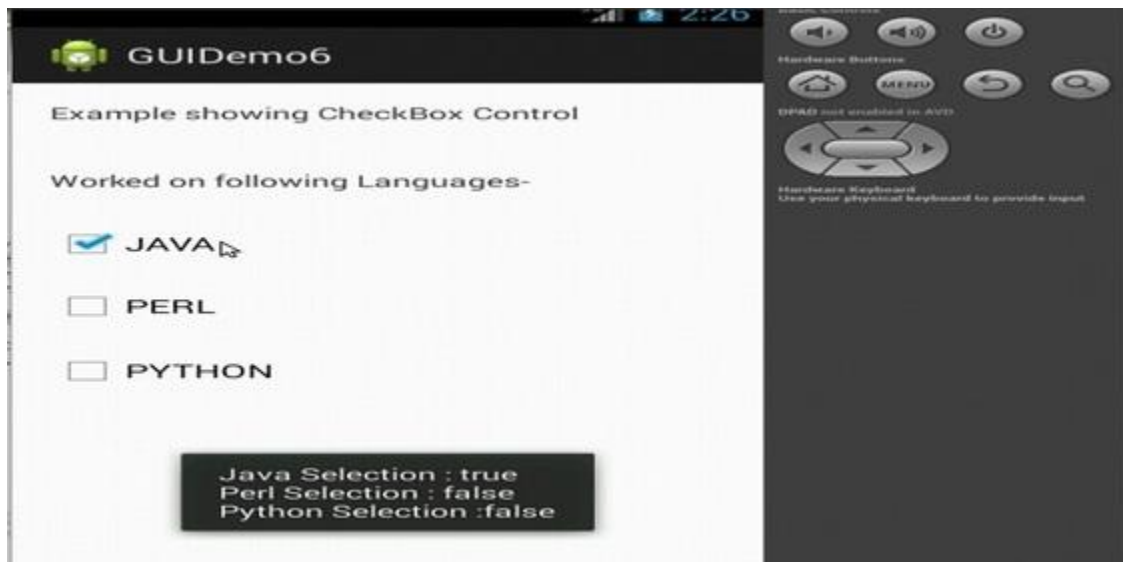 2:26
GUIDemo6
Example showing CheckBox Control
Worked on following Languages-
JAVA
PERL
PYTHON
Java Selection : true
Perl Selection : false
Python Selection :false
Basic Controls
Hardware Buttons
MENU
DPAD not enabled in AVD
Hardware Keyboard
Use your physical keyboard to provide input